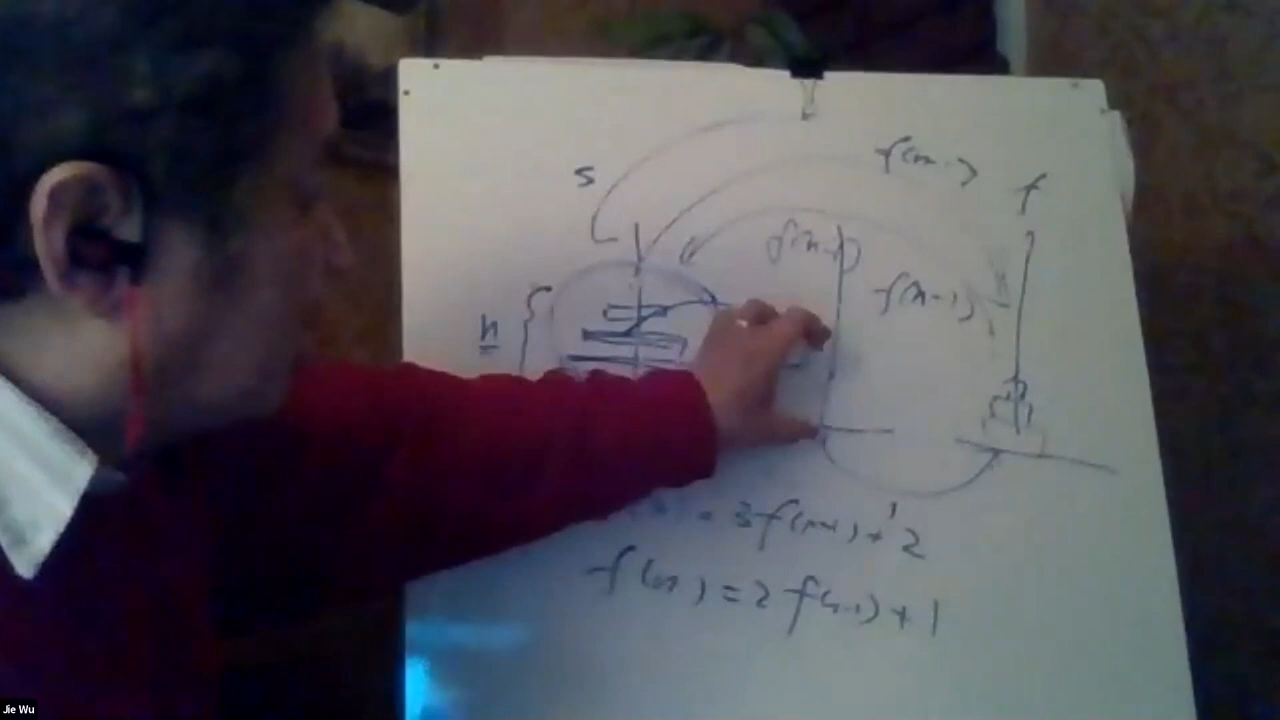 f(n-1)
S
f
f(n-1)
f(n-1)
n
= 3f(n-1)+2
f(n) = 2f(n-1)+1
Jie Wu